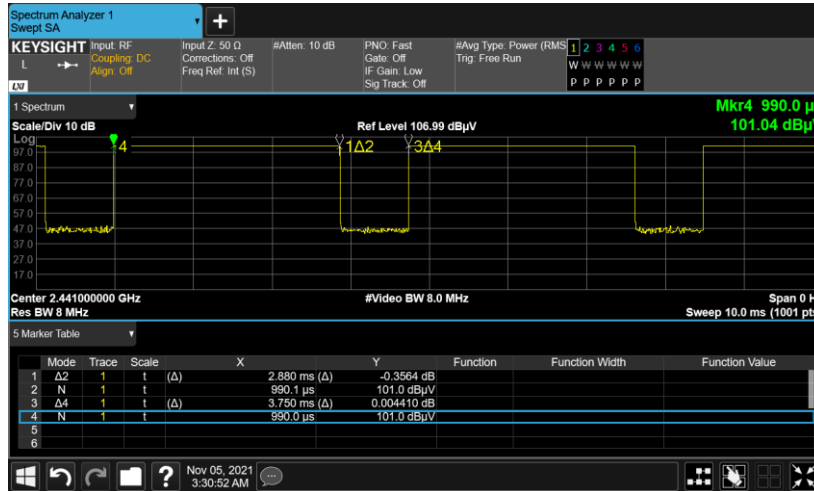 Spectrum Analyzer 1
Swept SA
+
KEYSIGHT Input: RF Input Z: 50 Ω #Atten: 10 dB PNO: Fast #Avg Type: Power (RMS 1 2 3 4 5 6
L Coupling: DC Corrections: Off Gate: Off Trig: Free Run W W W W W W
Align: Off Freq Ref: Int (S) IF Gain: Low P P P P P P
LXI Sig Track: Off
1 Spectrum Mkr4 990.0 µ
Scale/Div 10 dB Ref Level 106.99 dBµV 101.04 dBµ
Log
4 1Δ2 3Δ4
97.0
87.0
77.0
67.0
57.0
47.0
37.0
27.0
17.0
Center 2.441000000 GHz #Video BW 8.0 MHz Span 0 H
Res BW 8 MHz Sweep 10.0 ms (1001 pts
5 Marker Table
Mode Trace Scale X Y Function Function Width Function Value
1 Δ2 1 t (Δ) 2.880 ms (Δ) -0.3564 dB
2 N 1 t 990.1 µs 101.0 dBµV
3 Δ4 1 t (Δ) 3.750 ms (Δ) 0.004410 dB
4 N 1 t 990.0 µs 101.0 dBµV
5
6
? Nov 05, 2021
3:30:52 AM